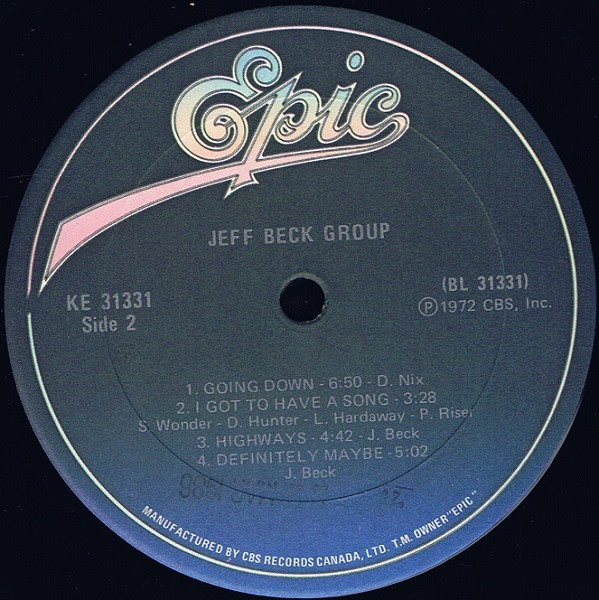 Epic
JEFF BECK GROUP
KE 31331
Side 2
(BL 31331)
Ⓟ1972 CBS, Inc.
1. GOING DOWN - 6:50 - D. Nix
2. I GOT TO HAVE A SONG - 3:28
S. Wonder - D. Hunter - L. Hardaway - P. Riser
3. HIGHWAYS - 4:42 - J. Beck
4. DEFINITELY MAYBE - 5:02
J. Beck
MANUFACTURED BY CBS RECORDS CANADA, LTD. T.M. OWNER "EPIC"